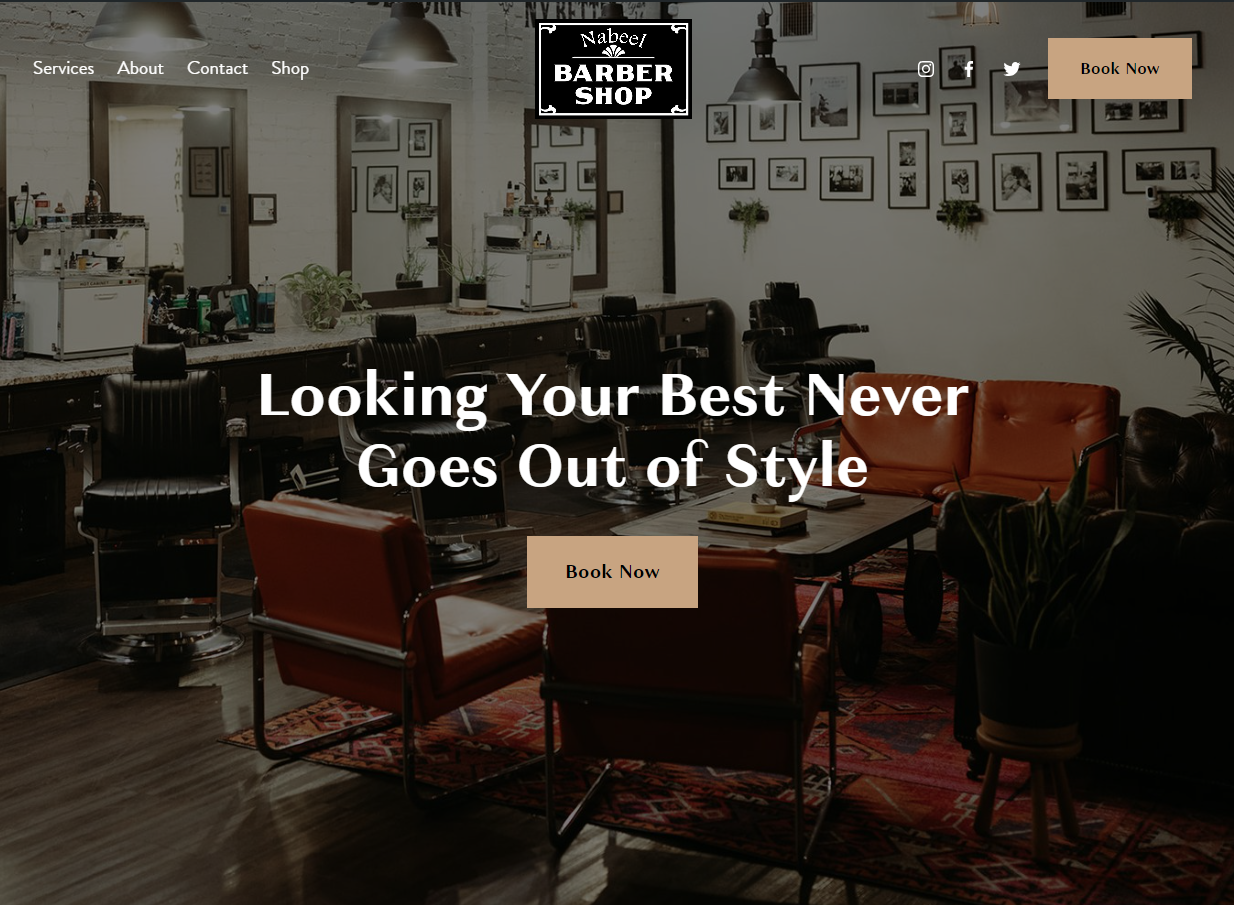 Services About Contact Shop
Nabeel
BARBER
SHOP
Book Now
Looking Your Best Never
Goes Out of Style
Book Now